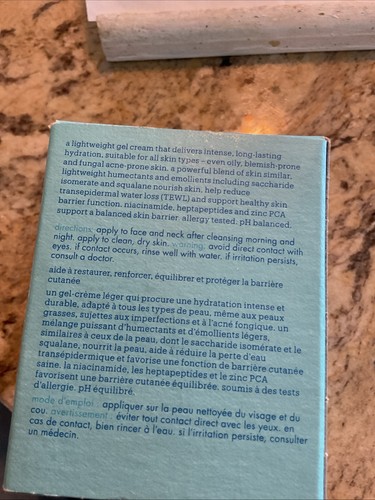 a lightweight gel cream that delivers intense, long-lasting
hydration, suitable for all skin types – even oily, blemish-prone
and fungal acne-prone skin. a powerful blend of skin similar,
lightweight humectants and emollients including saccharide
isomerate and squalane nourish skin. help reduce
transepidermal water loss (TEWL) and support healthy skin
barrier function. niacinamide, heptapeptides and zinc PCA
support a balanced skin barrier. allergy tested. pH balanced.
directions: apply to face and neck after cleansing morning and
night. apply to clean, dry skin. warning: avoid direct contact with
eyes. if contact occurs, rinse well with water. if irritation persists,
consult a doctor.
aide à restaurer, renforcer, équilibrer et protéger la barrière
cutanée
un gel-crème léger qui procure une hydratation intense et
durable, adapté à tous les types de peau, même aux peaux
grasses, sujettes aux imperfections et à l'acné fongique. un
mélange puissant d'humectants et d'émollients légers,
similaires à ceux de la peau, dont le saccharide isomérate et le
squalane, nourrit la peau, aide à réduire la perte d'eau
transépidermique et favorise une fonction de barrière cutanée
saine. la niacinamide, les heptapeptides et le zinc PCA
favorisent une barrière cutanée équilibrée. soumis à des tests
d'allergie. pH équilibré.
mode d'emploi : appliquer sur la peau nettoyée du visage et du
cou. avertissement : éviter tout contact direct avec les yeux. en
cas de contact, bien rincer à l'eau. si l'irritation persiste, consulter
un médecin.